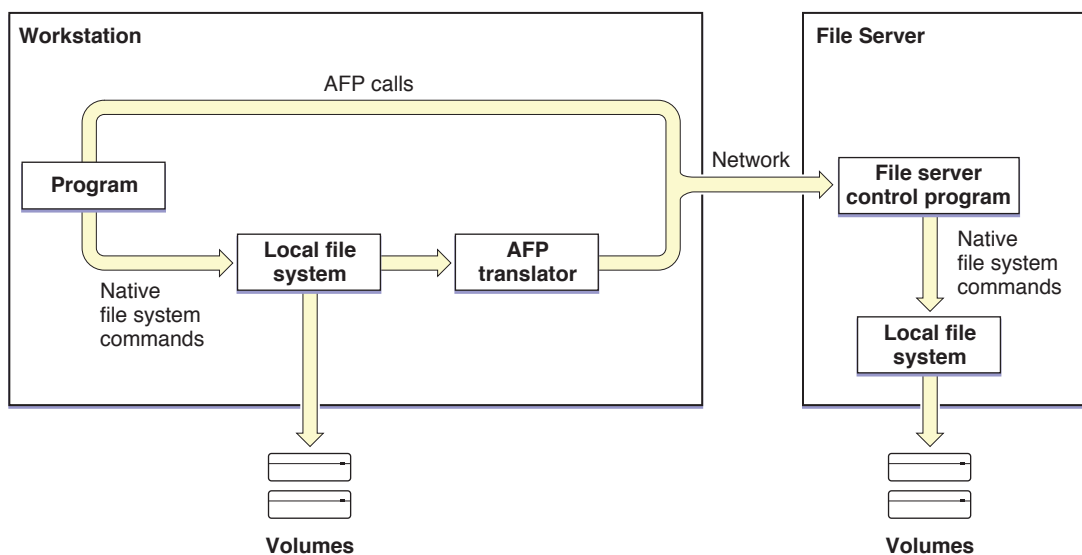 Workstation
File Server
AFP calls
Network
Program
File server
control program
Local file
system
AFP
translator
Native
file system
commands
Native
file system
commands
Local file
system
Volumes
Volumes